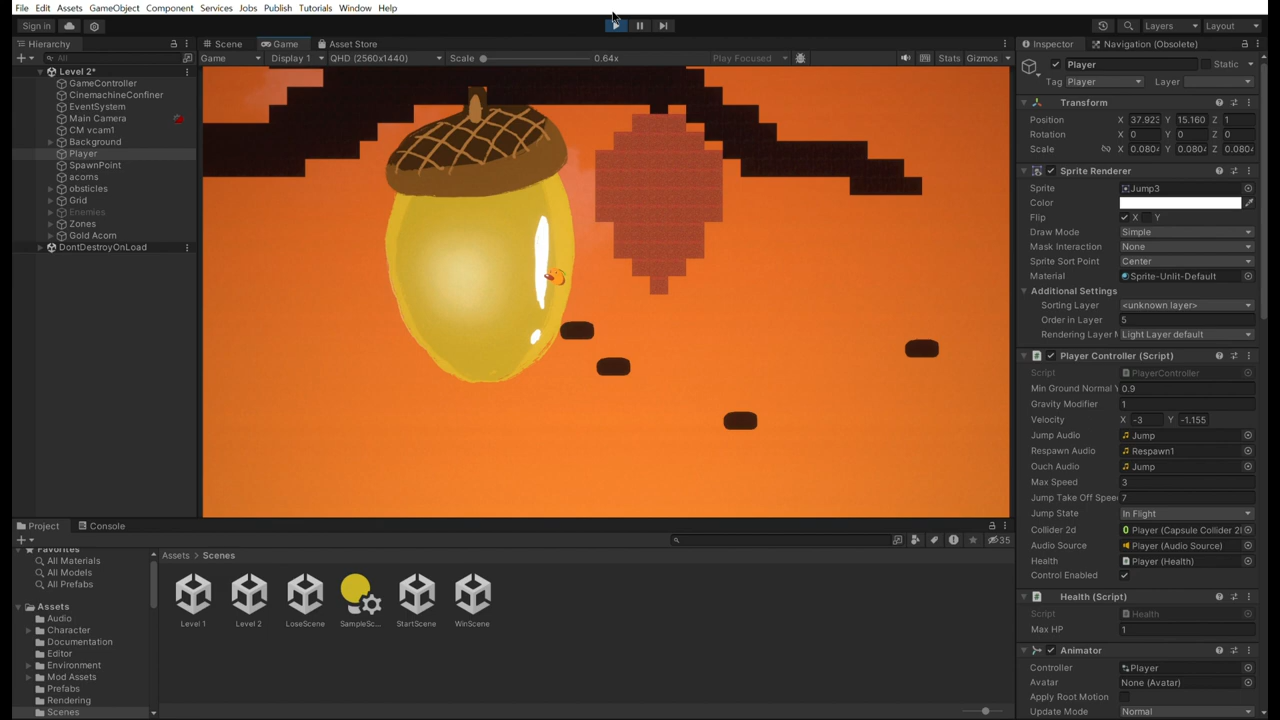 File Edit Assets GameObject Component Services Jobs Publish Tutorials Window Help
Sign in Layers Layout
Hierarchy
All
Level 2*
GameController
CinemachineConfiner
EventSystem
Main Camera
CM vcam1
Background
Player
SpawnPoint
acorns
obsticles
Grid
Enemies
Zones
Gold Acorn
DontDestroyOnLoad
Scene Game Asset Store
Game Display 1 QHD (2560x1440) Scale 0.64x Play Focused Stats Gizmos
Project Console
35
Favorites
All Materials
All Models
All Prefabs
Assets
Audio
Character
Documentation
Editor
Environment
Mod Assets
Prefabs
Rendering
Scenes
Assets > Scenes
Level 1 Level 2 LoseScene SampleSc... StartScene WinScene
Inspector Navigation (Obsolete)
Player Static
Tag Player Layer
Transform
Position X 37.923 Y 15.160 Z 1
Rotation X 0 Y 0 Z 0
Scale X 0.0804 Y 0.0804 Z 0.0804
Sprite Renderer
Sprite Jump3
Color
Flip X Y
Draw Mode Simple
Mask Interaction None
Sprite Sort Point Center
Material Sprite-Unlit-Default
Additional Settings
Sorting Layer <unknown layer>
Order in Layer 5
Rendering Layer M Light Layer default
Player Controller (Script)
Script PlayerController
Min Ground Normal Y 0.9
Gravity Modifier 1
Velocity X -3 Y -1.155
Jump Audio Jump
Respawn Audio Respawn1
Ouch Audio Jump
Max Speed 3
Jump Take Off Spee 7
Jump State In Flight
Collider 2d Player (Capsule Collider 2I
Audio Source Player (Audio Source)
Health Player (Health)
Control Enabled
Health (Script)
Script Health
Max HP 1
Animator
Controller Player
Avatar None (Avatar)
Apply Root Motion
Update Mode Normal